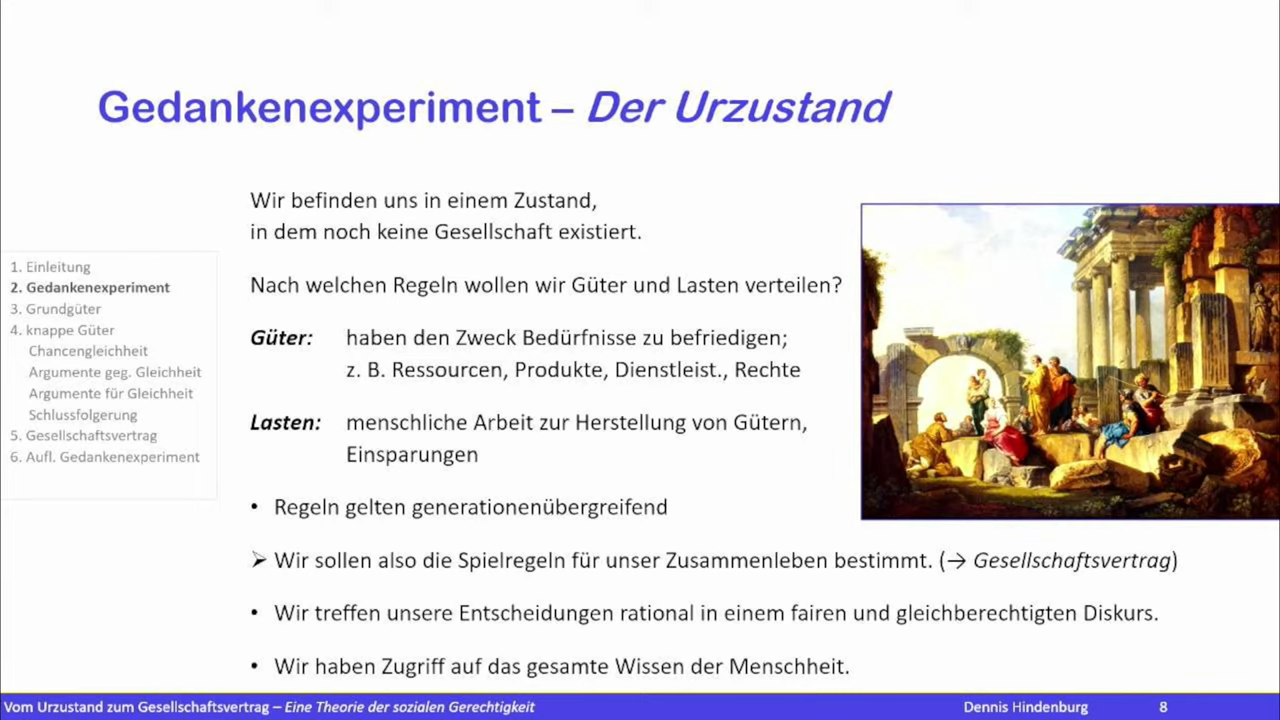 Gedankenexperiment – Der Urzustand
Wir befinden uns in einem Zustand,
in dem noch keine Gesellschaft existiert.
Nach welchen Regeln wollen wir Güter und Lasten verteilen?
Güter: haben den Zweck Bedürfnisse zu befriedigen;
z. B. Ressourcen, Produkte, Dienstleist., Rechte
Lasten: menschliche Arbeit zur Herstellung von Gütern,
Einsparungen
• Regeln gelten generationenübergreifend
➢ Wir sollen also die Spielregeln für unser Zusammenleben bestimmt. (→ Gesellschaftsvertrag)
• Wir treffen unsere Entscheidungen rational in einem fairen und gleichberechtigten Diskurs.
• Wir haben Zugriff auf das gesamte Wissen der Menschheit.
1. Einleitung
2. Gedankenexperiment
3. Grundgüter
4. knappe Güter
Chancengleichheit
Argumente geg. Gleichheit
Argumente für Gleichheit
Schlussfolgerung
5. Gesellschaftsvertrag
6. Aufl. Gedankenexperiment
Vom Urzustand zum Gesellschaftsvertrag – Eine Theorie der sozialen Gerechtigkeit
Dennis Hindenburg 8